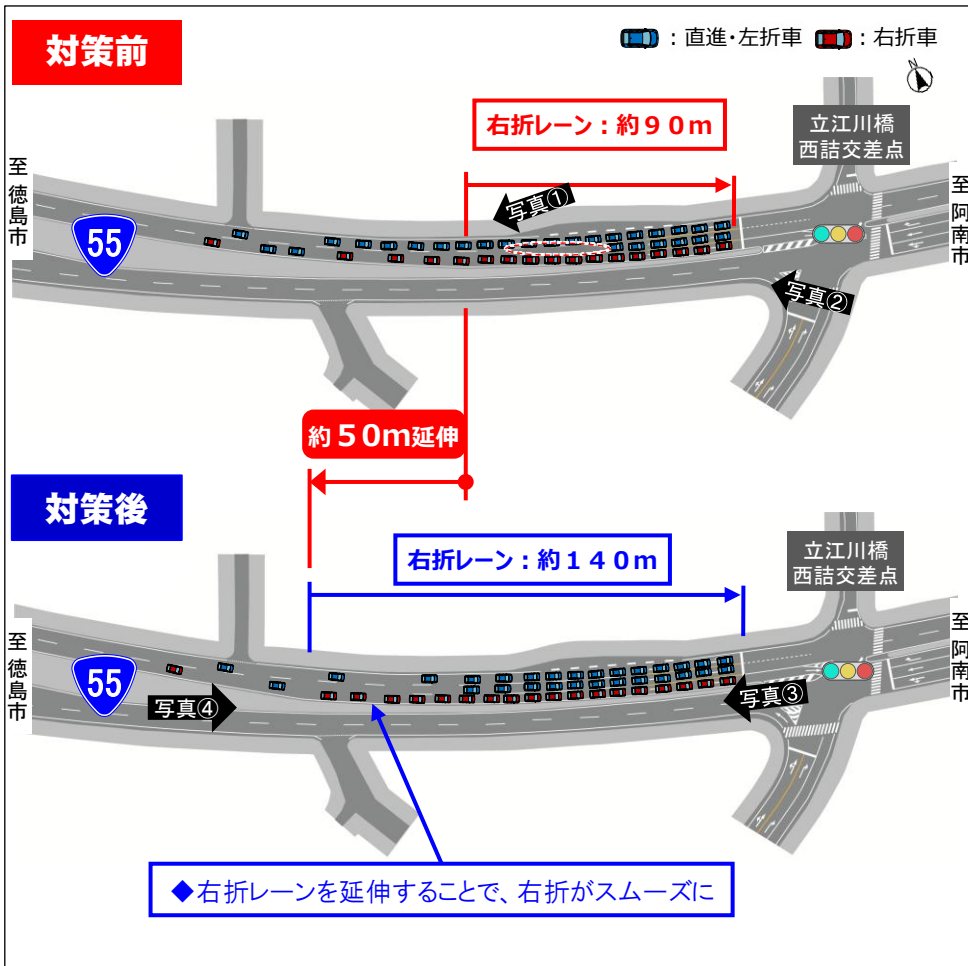 対策前
：直進・左折車
：右折車
右折レーン：約９０ｍ
立江川橋
西詰交差点
至徳島市
至阿南市
55
写真①
写真②
約５０ｍ延伸
対策後
右折レーン：約１４０ｍ
立江川橋
西詰交差点
至徳島市
至阿南市
55
写真④
写真③
◆右折レーンを延伸することで、右折がスムーズに